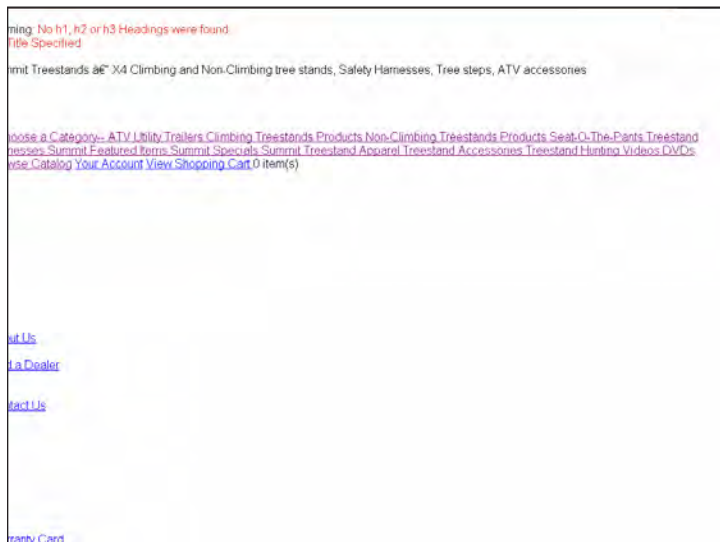 ming: No h1, h2 or h3 Headings were found
Title Specified
nmit Treestands â€" X4 Climbing and Non-Climbing tree stands, Safety Harnesses, Tree steps, ATV accessories
hoose a Category-- ATV Utility Trailers Climbing Treestands Products Non-Climbing Treestands Products Seat-O-The-Pants Treestand
nesses Summit Featured Items Summit Specials Summit Treestand Apparel Treestand Accessories Treestand Hunting Videos DVDs
wse Catalog Your Account View Shopping Cart 0 item(s)
out Us
d a Dealer
ntact Us
rranty Card